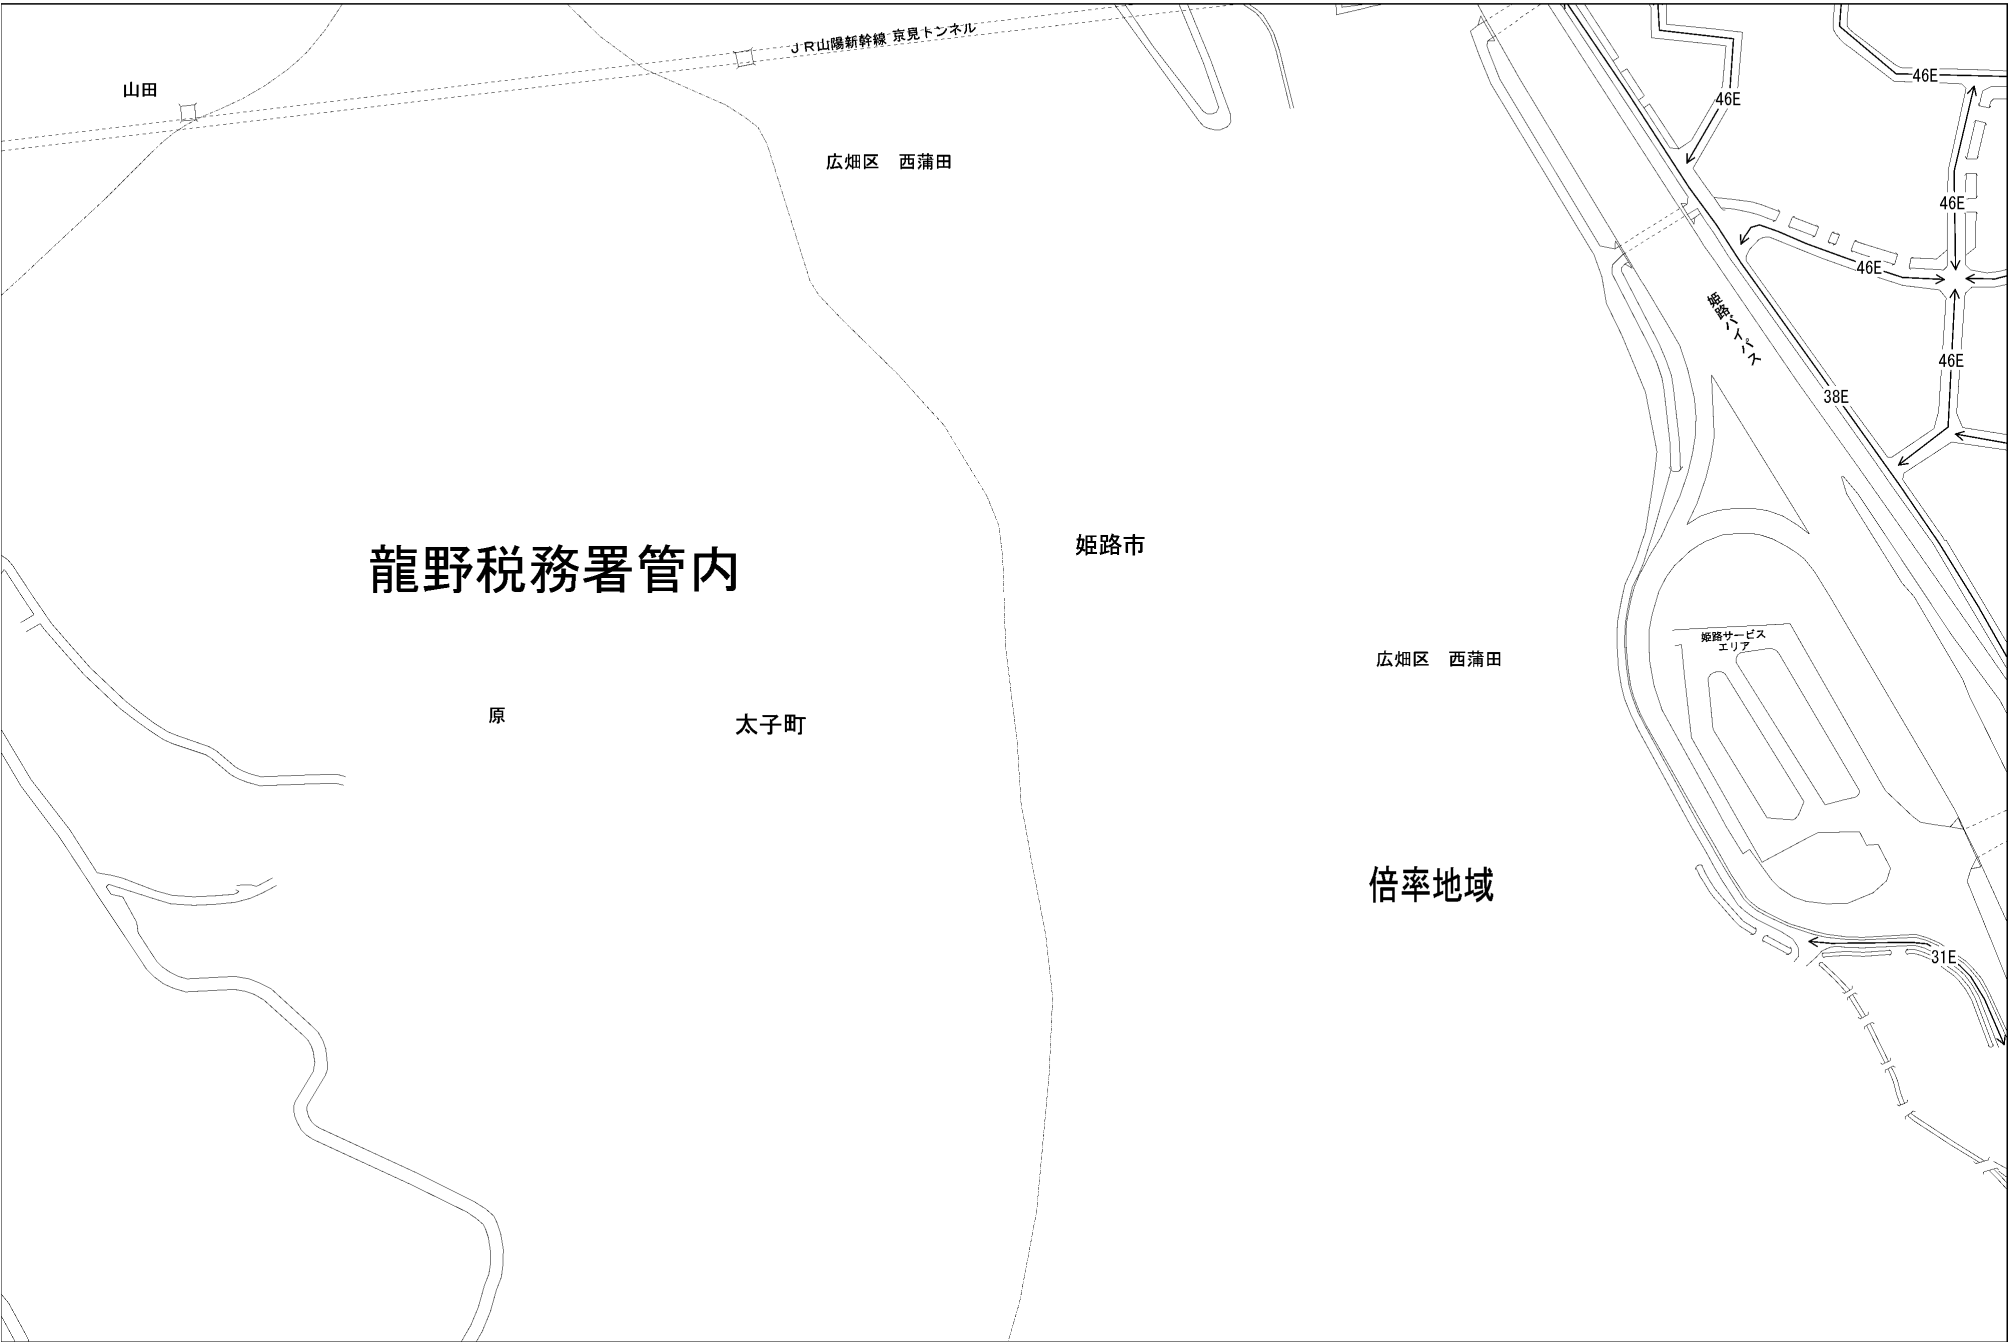 JR山陽新幹線 京見トンネル
山田
46E
46E
広畑区 西蒲田
46E
46E
姫路バイパス
46E
38E
姫路市
龍野税務署管内
姫路サービス
エリア
広畑区 西蒲田
原
太子町
倍率地域
31E